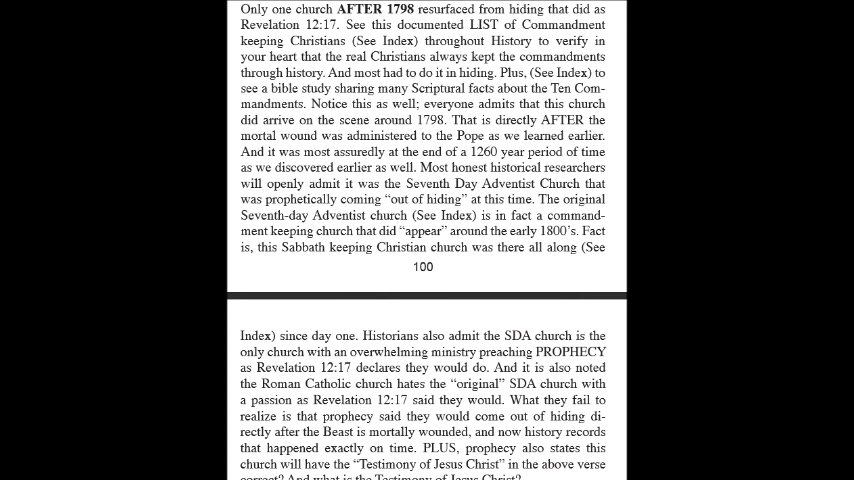 Only one church AFTER 1798 resurfaced from hiding that did as
Revelation 12:17. See this documented LIST of Commandment
keeping Christians (See Index) throughout History to verify in
your heart that the real Christians always kept the commandments
through history. And most had to do it in hiding. Plus, (See Index) to
see a bible study sharing many Scriptural facts about the Ten Com-
mandments. Notice this as well; everyone admits that this church
did arrive on the scene around 1798. That is directly AFTER the
mortal wound was administered to the Pope as we learned earlier.
And it was most assuredly at the end of a 1260 year period of time
as we discovered earlier as well. Most honest historical researchers
will openly admit it was the Seventh Day Adventist Church that
was prophetically coming “out of hiding” at this time. The original
Seventh-day Adventist church (See Index) is in fact a command-
ment keeping church that did “appear” around the early 1800’s. Fact
is, this Sabbath keeping Christian church was there all along (See
100
Index) since day one. Historians also admit the SDA church is the
only church with an overwhelming ministry preaching PROPHECY
as Revelation 12:17 declares they would do. And it is also noted
the Roman Catholic church hates the “original” SDA church with
a passion as Revelation 12:17 said they would. What they fail to
realize is that prophecy said they would come out of hiding di-
rectly after the Beast is mortally wounded, and now history records
that happened exactly on time. PLUS, prophecy also states this
church will have the “Testimony of Jesus Christ” in the above verse
correct? And what is the Testimony of Jesus Christ?